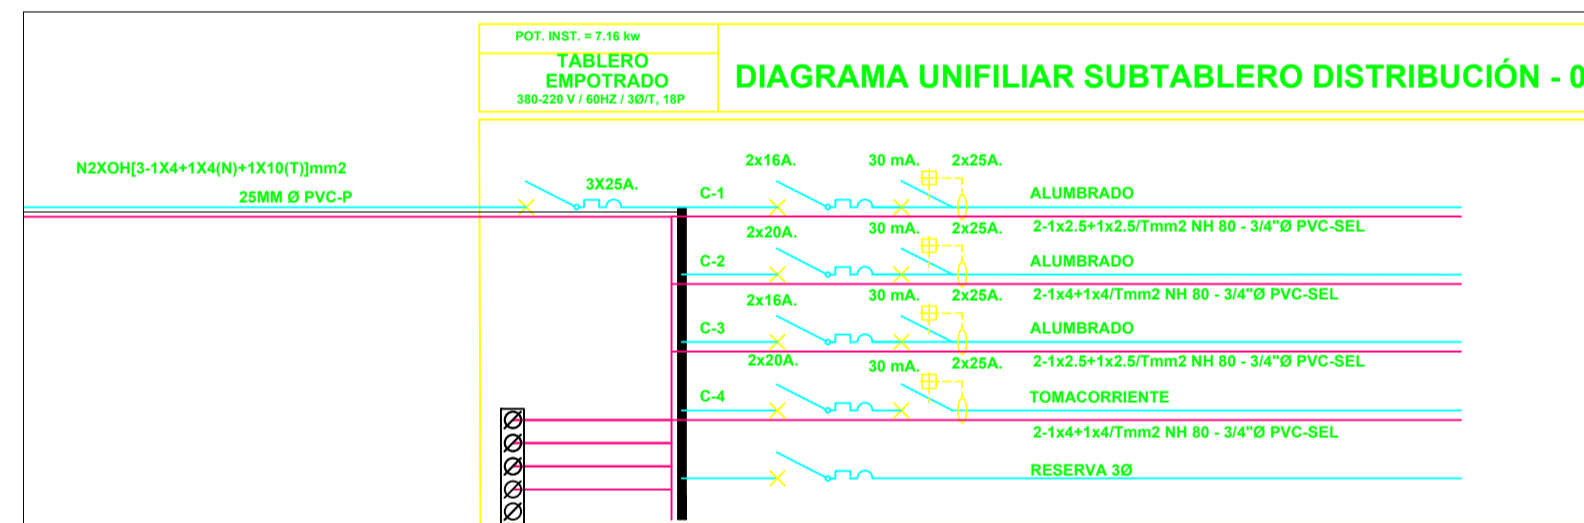 POT. INST. = 7.16 kw
TABLERO
EMPOTRADO
380-220 V / 60HZ / 3Ø/T, 18P
DIAGRAMA UNIFILIAR SUBTABLERO DISTRIBUCIÓN - 0
N2XOH[3-1X4+1X4(N)+1X10(T)]mm2
25MM Ø PVC-P
3X25A.
C-1
2x16A.
30 mA.
2x25A.
ALUMBRADO
2-1x2.5+1x2.5/Tmm2 NH 80 - 3/4"Ø PVC-SEL
C-2
2x20A.
30 mA.
2x25A.
ALUMBRADO
2-1x4+1x4/Tmm2 NH 80 - 3/4"Ø PVC-SEL
C-3
2x16A.
30 mA.
2x25A.
ALUMBRADO
2-1x2.5+1x2.5/Tmm2 NH 80 - 3/4"Ø PVC-SEL
C-4
2x20A.
30 mA.
2x25A.
TOMACORRIENTE
2-1x4+1x4/Tmm2 NH 80 - 3/4"Ø PVC-SEL
RESERVA 3Ø